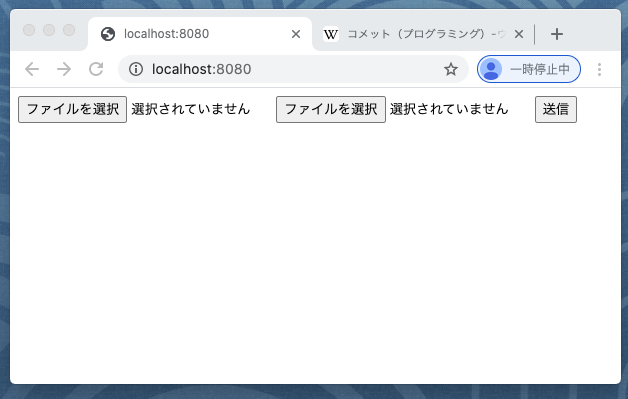 localhost:8080
コメット（プログラミング）-
localhost:8080
一時停止中
ファイルを選択 選択されていません ファイルを選択 選択されていません 送信